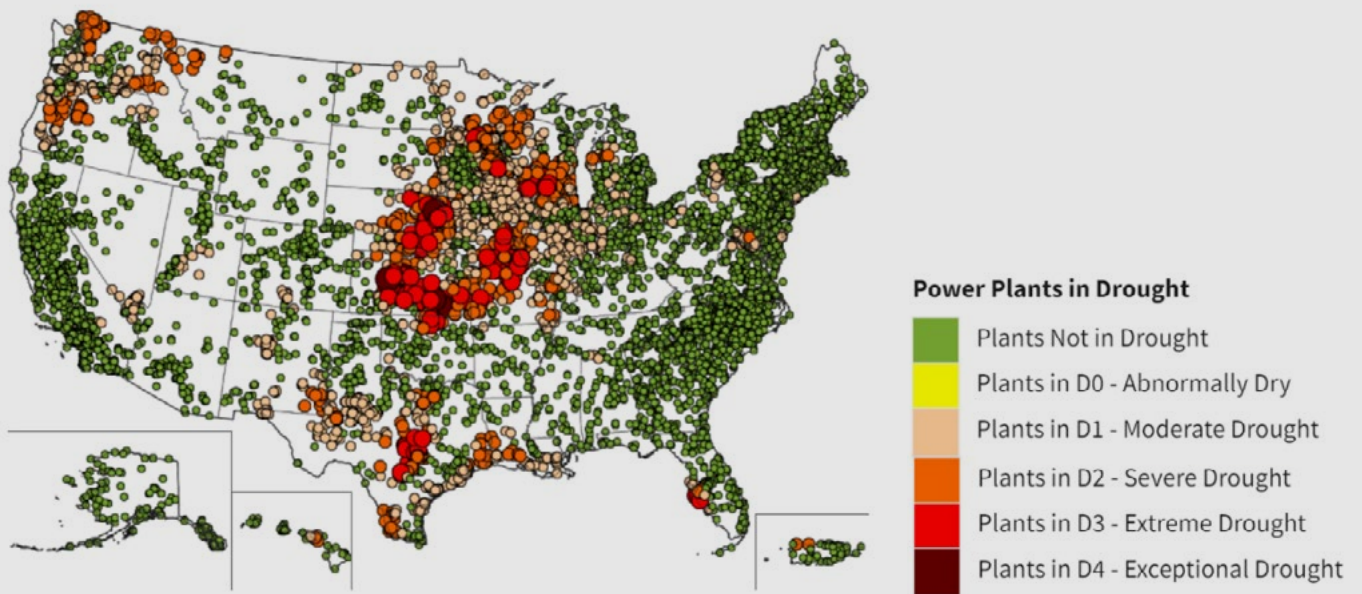 Power Plants in Drought
Plants Not in Drought
Plants in D0 - Abnormally Dry
Plants in D1 - Moderate Drought
Plants in D2 - Severe Drought
Plants in D3 - Extreme Drought
Plants in D4 - Exceptional Drought